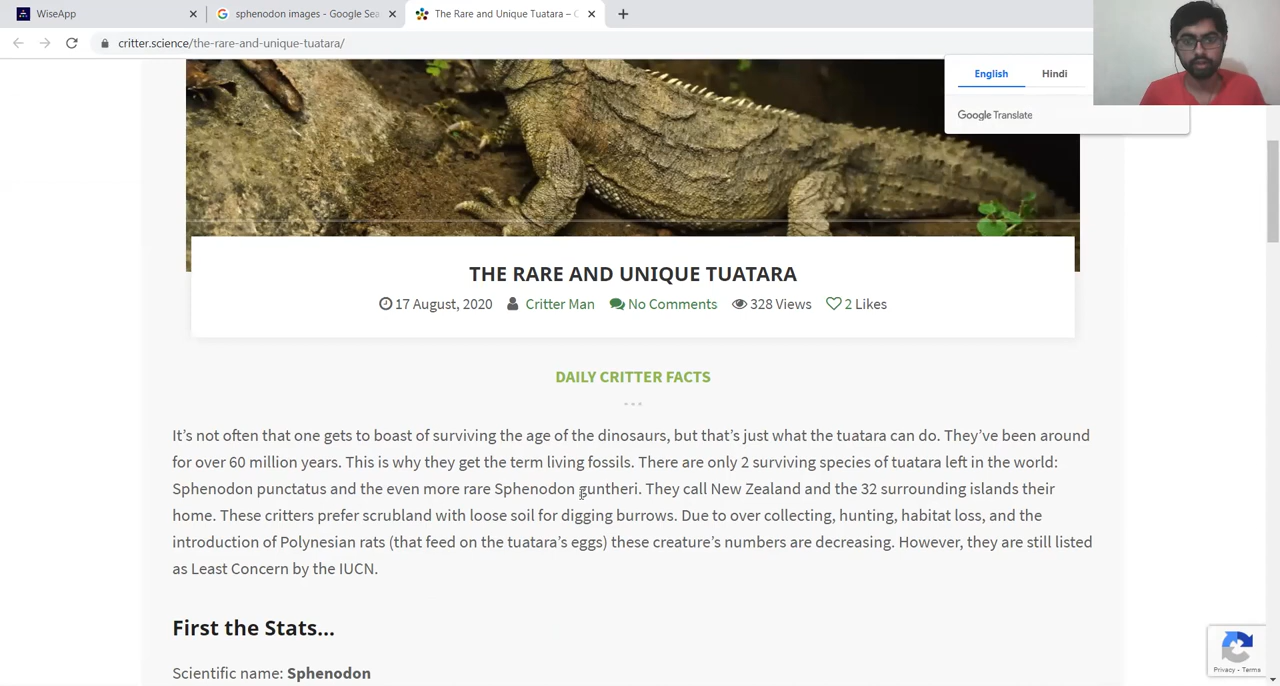 WiseApp
sphenodon images - Google Sea
The Rare and Unique Tuatara – C
critter.science/the-rare-and-unique-tuatara/
English Hindi
Google Translate
THE RARE AND UNIQUE TUATARA
17 August, 2020 Critter Man No Comments 328 Views 2 Likes
DAILY CRITTER FACTS
It’s not often that one gets to boast of surviving the age of the dinosaurs, but that’s just what the tuatara can do. They’ve been around
for over 60 million years. This is why they get the term living fossils. There are only 2 surviving species of tuatara left in the world:
Sphenodon punctatus and the even more rare Sphenodon guntheri. They call New Zealand and the 32 surrounding islands their
home. These critters prefer scrubland with loose soil for digging burrows. Due to over collecting, hunting, habitat loss, and the
introduction of Polynesian rats (that feed on the tuatara’s eggs) these creature’s numbers are decreasing. However, they are still listed
as Least Concern by the IUCN.
First the Stats…
Scientific name: Sphenodon
Privacy - Terms